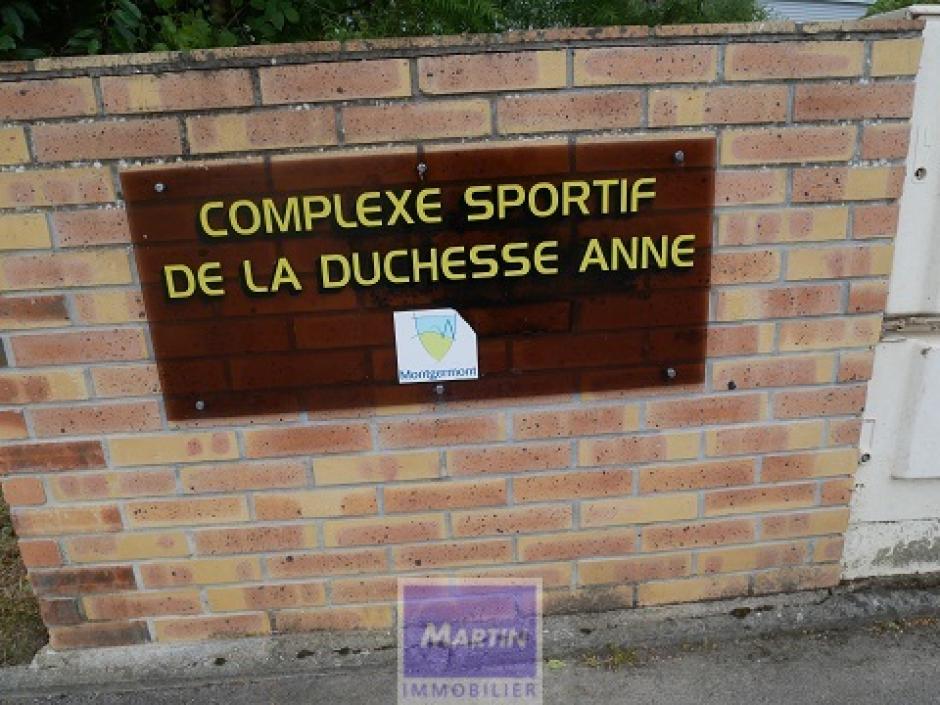 COMPLEXE SPORTIF
DE LA DUCHESSE ANNE
Montgermont
MARTIN
IMMOBILIER